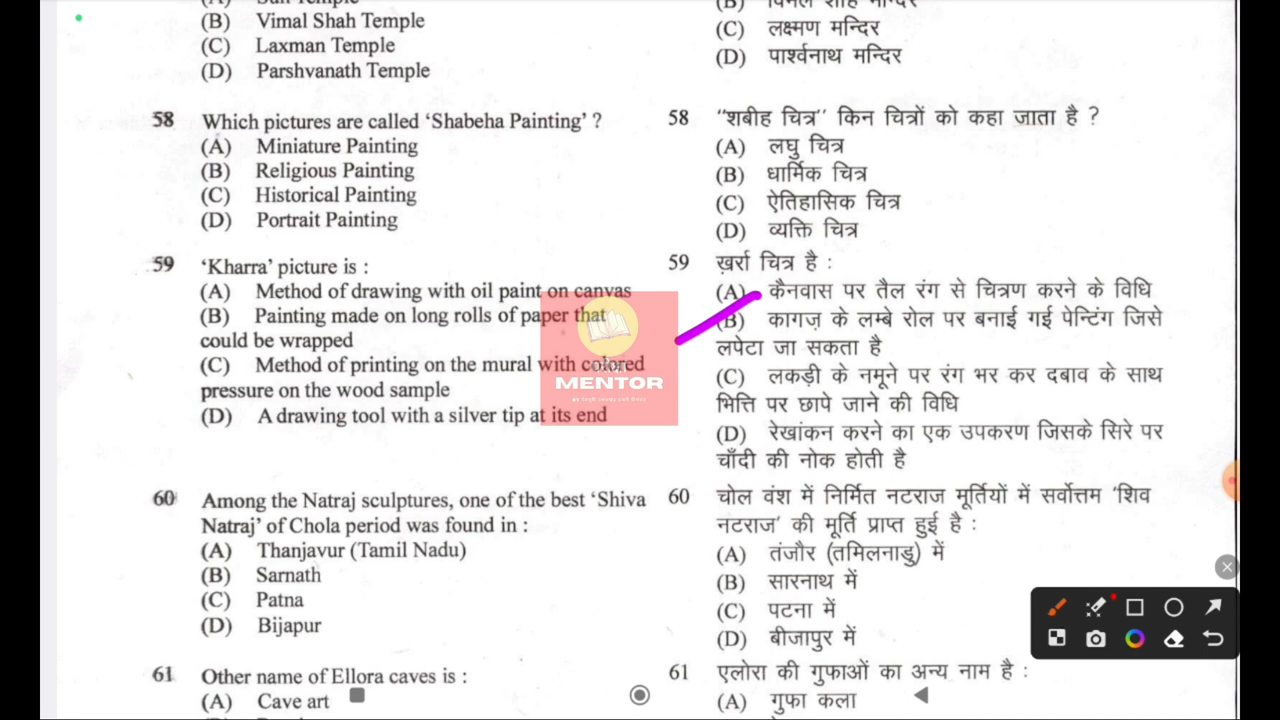 (B) Vimal Shah Temple
(C) Laxman Temple
(D) Parshvanath Temple
58 Which pictures are called ‘Shabeha Painting’ ?
(A) Miniature Painting
(B) Religious Painting
(C) Historical Painting
(D) Portrait Painting
59 ‘Kharra’ picture is :
(A) Method of drawing with oil paint on canvas
(B) Painting made on long rolls of paper that
could be wrapped
(C) Method of printing on the mural with colored
pressure on the wood sample
(D) A drawing tool with a silver tip at its end
60 Among the Natraj sculptures, one of the best ‘Shiva
Natraj’ of Chola period was found in :
(A) Thanjavur (Tamil Nadu)
(B) Sarnath
(C) Patna
(D) Bijapur
61 Other name of Ellora caves is :
(A) Cave art
(C) लक्ष्मण मन्दिर
(D) पार्श्वनाथ मन्दिर
58 “शबीह चित्र” किन चित्रों को कहा जाता है ?
(A) लघु चित्र
(B) धार्मिक चित्र
(C) ऐतिहासिक चित्र
(D) व्यक्ति चित्र
59 ख़र्रा चित्र है :
(A) कैनवास पर तैल रंग से चित्रण करने के विधि
(B) कागज़ के लम्बे रोल पर बनाई गई पेन्टिंग जिसे
लपेटा जा सकता है
(C) लकड़ी के नमूने पर रंग भर कर दबाव के साथ
भित्ति पर छापे जाने की विधि
(D) रेखांकन करने का एक उपकरण जिसके सिरे पर
चाँदी की नोक होती है
60 चोल वंश में निर्मित नटराज मूर्तियों में सर्वोत्तम ‘शिव
नटराज’ की मूर्ति प्राप्त हुई है :
(A) तंजौर (तमिलनाडु) में
(B) सारनाथ में
(C) पटना में
(D) बीजापुर में
61 एलोरा की गुफाओं का अन्य नाम है :
(A) गुफा कला
MENTOR